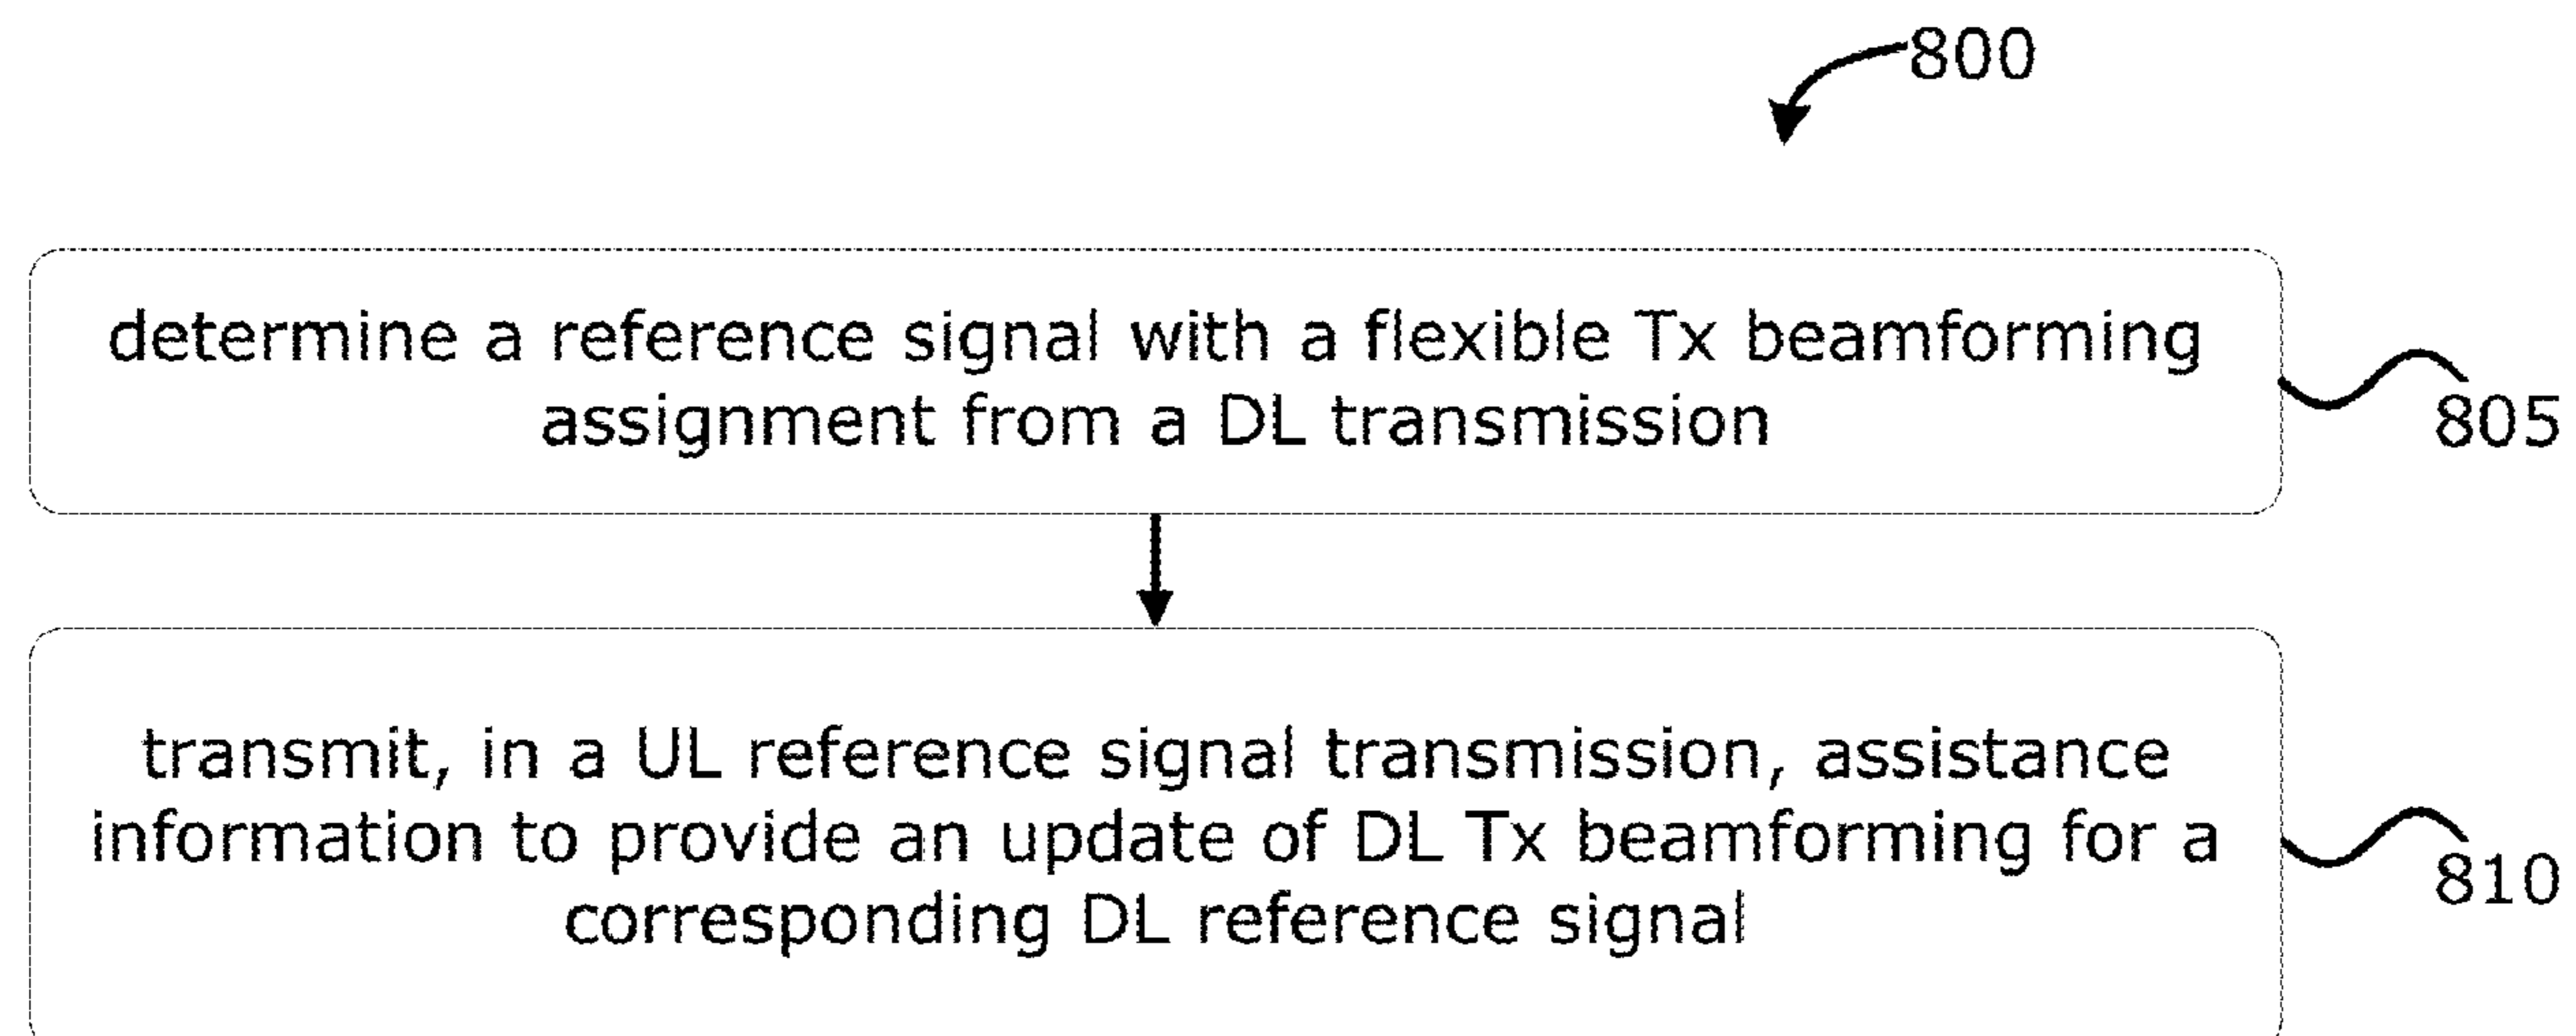 800
determine a reference signal with a flexible Tx beamforming
assignment from a DL transmission
805
transmit, in a UL reference signal transmission, assistance
information to provide an update of DL Tx beamforming for a
corresponding DL reference signal
810